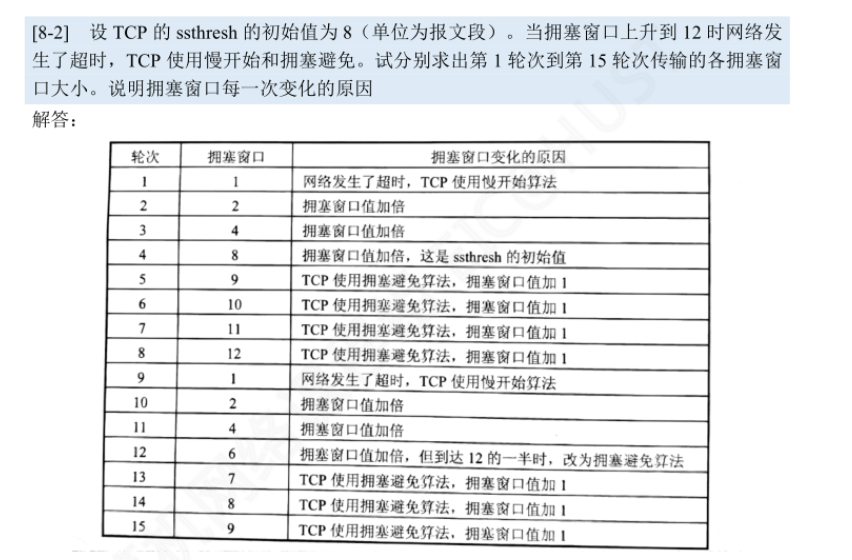 [8-2] 设 TCP 的 ssthresh 的初始值为 8（单位为报文段）。当拥塞窗口上升到 12 时网络发
生了超时，TCP 使用慢开始和拥塞避免。试分别求出第 1 轮次到第 15 轮次传输的各拥塞窗
口大小。说明拥塞窗口每一次变化的原因
解答：
轮次 拥塞窗口 拥塞窗口变化的原因
1 1 网络发生了超时，TCP 使用慢开始算法
2 2 拥塞窗口值加倍
3 4 拥塞窗口值加倍
4 8 拥塞窗口值加倍，这是 ssthresh 的初始值
5 9 TCP 使用拥塞避免算法，拥塞窗口值加 1
6 10 TCP 使用拥塞避免算法，拥塞窗口值加 1
7 11 TCP 使用拥塞避免算法，拥塞窗口值加 1
8 12 TCP 使用拥塞避免算法，拥塞窗口值加 1
9 1 网络发生了超时，TCP 使用慢开始算法
10 2 拥塞窗口值加倍
11 4 拥塞窗口值加倍
12 6 拥塞窗口值加倍，但到达 12 的一半时，改为拥塞避免算法
13 7 TCP 使用拥塞避免算法，拥塞窗口值加 1
14 8 TCP 使用拥塞避免算法，拥塞窗口值加 1
15 9 TCP 使用拥塞避免算法，拥塞窗口值加 1